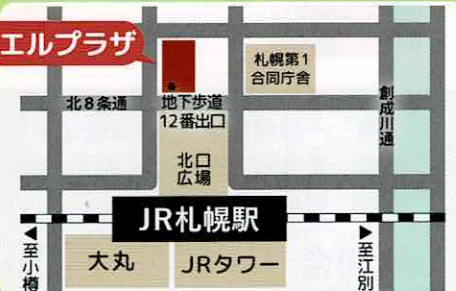 エルプラザ
札幌第1
合同庁舎
北8条通
地下歩道
12番出口
創成川通
北口
広場
JR札幌駅
至小樽
大丸
JRタワー
至江別